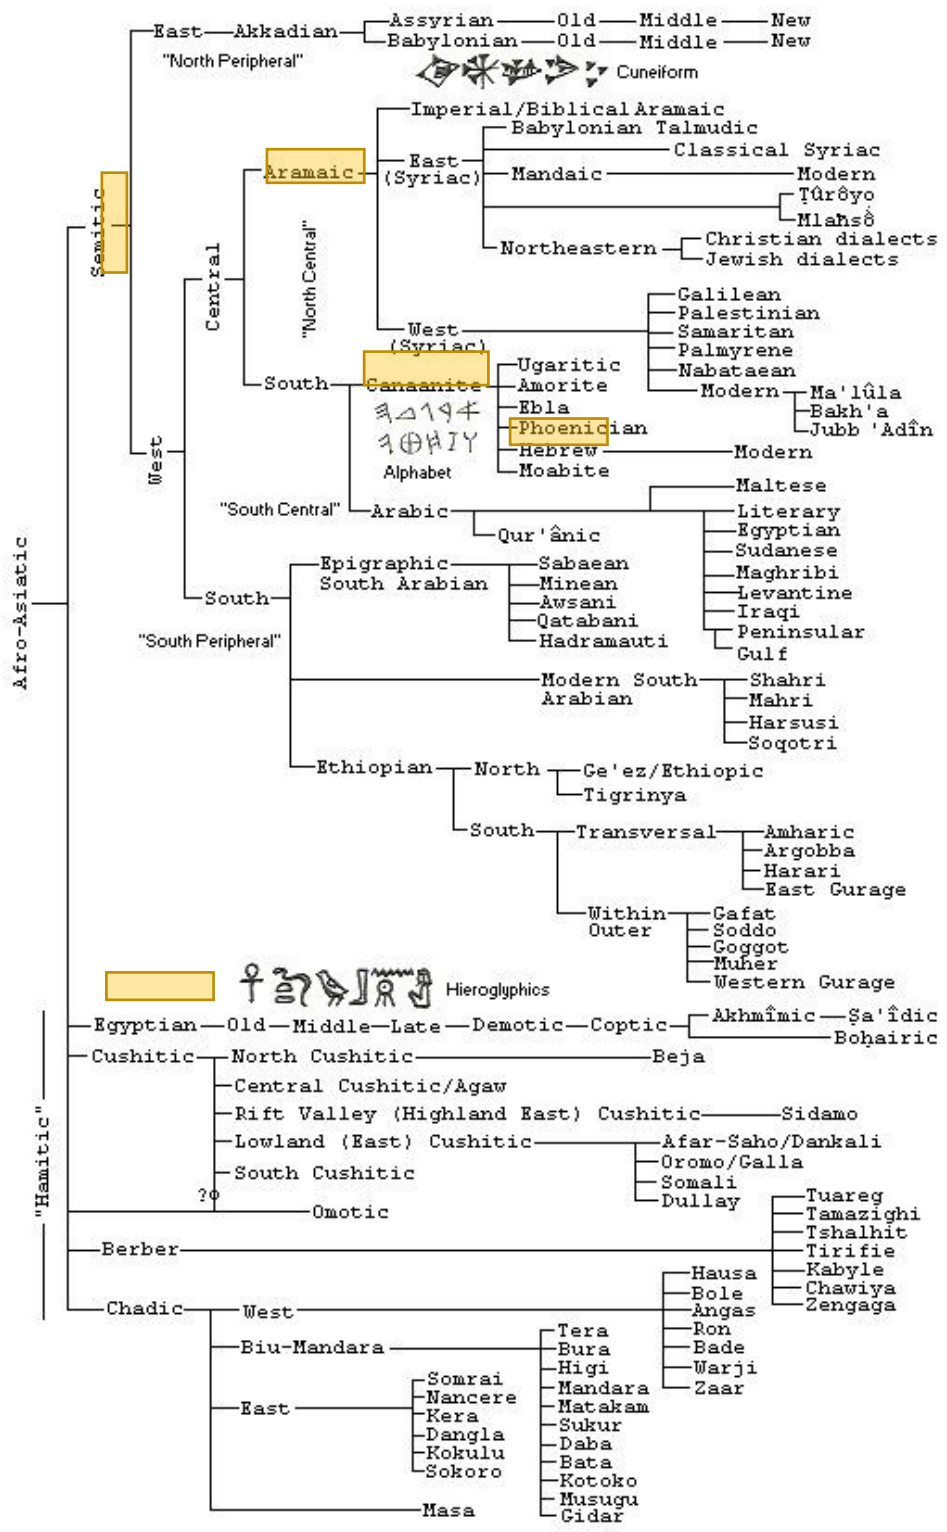 East Akkadian Assyrian Old Middle New
Babylonian Old Middle New
"North Peripheral"
Cuneiform
Imperial/Biblical Aramaic
Babylonian Talmudic
Classical Syriac
East
(Syriac)
Mandaic Modern
Aramaic
Ṭûrôyo
Mlaḥsô
Northeastern
Christian dialects
Jewish dialects
Semitic
Central
"North Central"
West
(Syriac)
Galilean
Palestinian
Samaritan
Palmyrene
Nabataean
Modern
Ma'lûla
Bakh'a
Jubb 'Adîn
South
Canaanite
Ugaritic
Amorite
Ebla
Phoenician
Hebrew Modern
Moabite
Alphabet
West
"South Central"
Arabic
Qur'ânic
Maltese
Literary
Egyptian
Sudanese
Maghribi
Levantine
Iraqi
Peninsular
Gulf
Afro-Asiatic
South
"South Peripheral"
Epigraphic
South Arabian
Sabaean
Minean
Awsani
Qatabani
Hadramauti
Modern South
Arabian
Shahri
Mahri
Harsusi
Soqotri
Ethiopian
North
Ge'ez/Ethiopic
Tigrinya
South
Transversal
Amharic
Argobba
Harari
East Gurage
Within
Outer
Gafat
Soddo
Goggot
Muher
Western Gurage
Hieroglyphics
Egyptian Old Middle Late Demotic Coptic
Akhmîmic Ṣa'îdic
Boḥairic
"Hamitic"
Cushitic
North Cushitic Beja
Central Cushitic/Agaw
Rift Valley (Highland East) Cushitic Sidamo
Lowland (East) Cushitic
Afar-Saho/Dankali
Oromo/Galla
Somali
Dullay
South Cushitic
?
Omotic
Berber
Tuareg
Tamazighi
Tshalhit
Tirifie
Kabyle
Chawiya
Zengaga
Chadic
West
Hausa
Bole
Angas
Ron
Bade
Warji
Zaar
Biu-Mandara
Tera
Bura
Higi
Mandara
Matakam
Sukur
Daba
Bata
Kotoko
Musugu
Gidar
East
Somrai
Nancere
Kera
Dangla
Kokulu
Sokoro
Masa